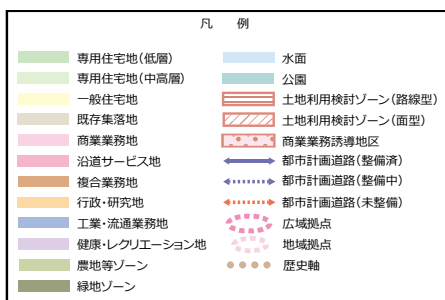 凡　例
専用住宅地(低層)
専用住宅地(中高層)
一般住宅地
既存集落地
商業業務地
沿道サービス地
複合業務地
行政・研究地
工業・流通業務地
健康・レクリエーション地
農地等ゾーン
緑地ゾーン
水面
公園
土地利用検討ゾーン(路線型)
土地利用検討ゾーン(面型)
商業業務誘導地区
都市計画道路(整備済)
都市計画道路(整備中)
都市計画道路(未整備)
広域拠点
地域拠点
歴史軸